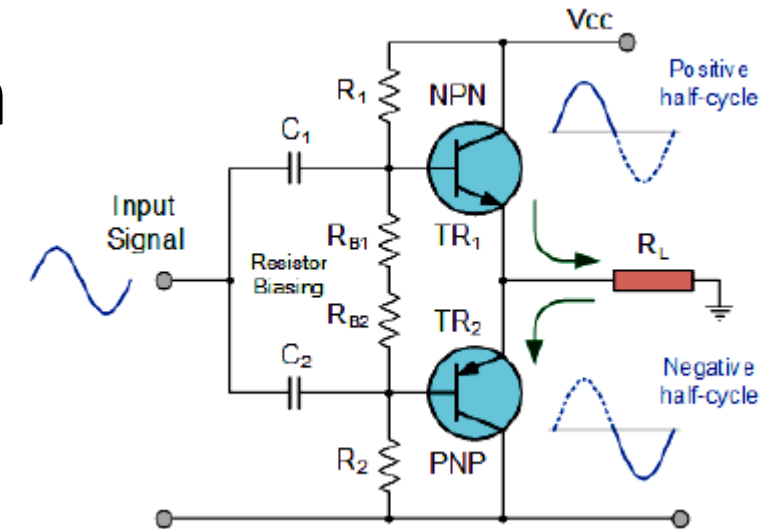 n
Vcc
Positive
half-cycle
R1
NPN
C1
Input
Signal
RB1
TR1
RL
Resistor
Biasing
RB2
TR2
C2
Negative
half-cycle
R2
PNP